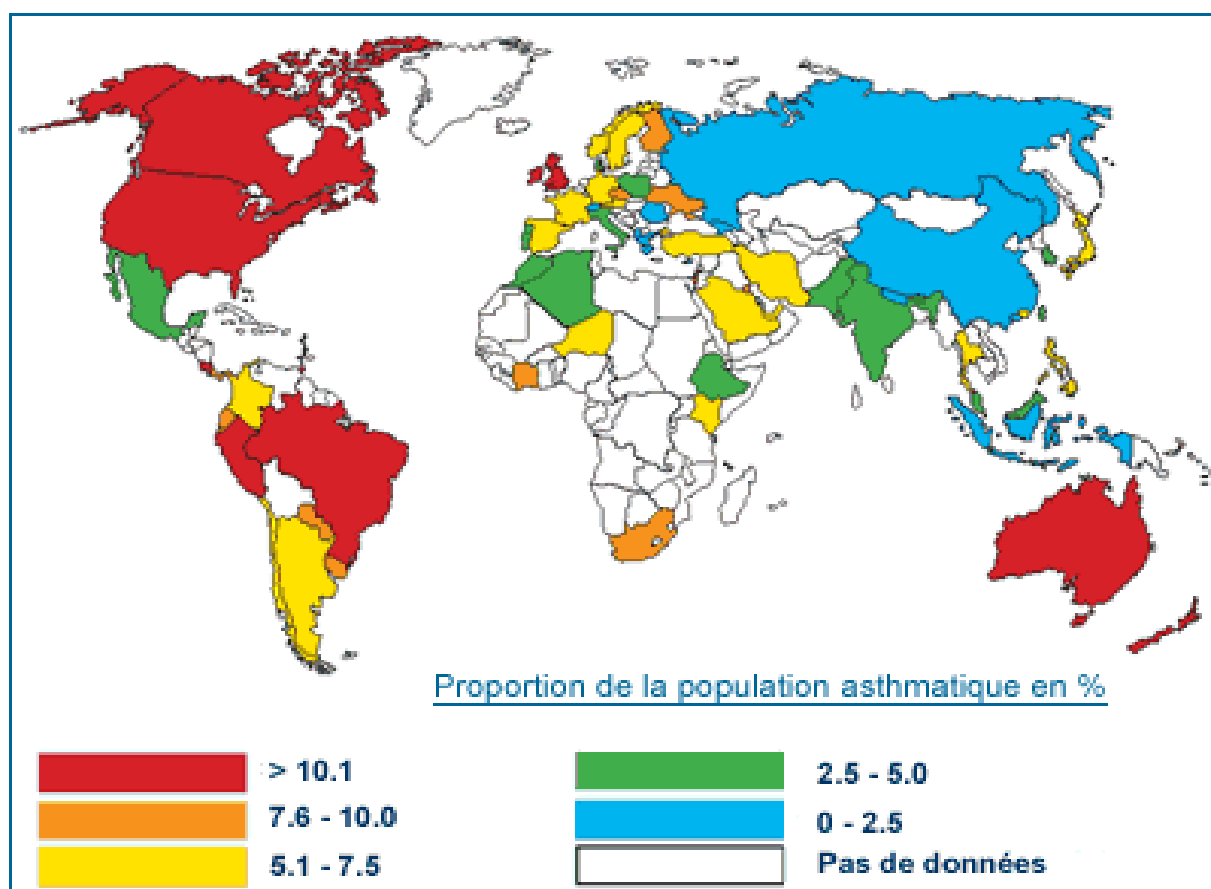 Proportion de la population asthmatique en %
> 10.1
7.6 - 10.0
5.1 - 7.5
2.5 - 5.0
0 - 2.5
Pas de données